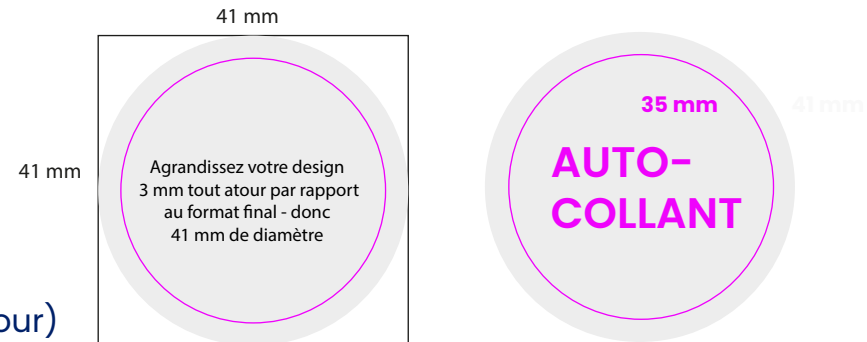 41 mm
41 mm
Agrandissez votre design
3 mm tout atour par rapport
au format final - donc
41 mm de diamètre
our)
35 mm
41 mm
AUTO-
COLLANT